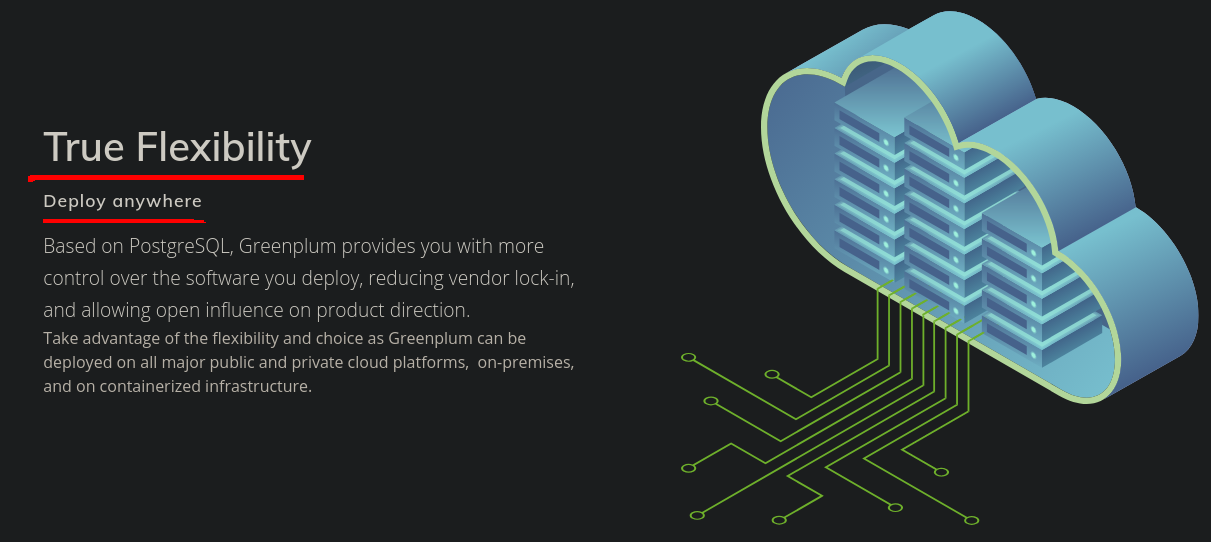 True Flexibility
Deploy anywhere
Based on PostgreSQL, Greenplum provides you with more
control over the software you deploy, reducing vendor lock-in,
and allowing open influence on product direction.
Take advantage of the flexibility and choice as Greenplum can be
deployed on all major public and private cloud platforms,  on-premises,
and on containerized infrastructure.